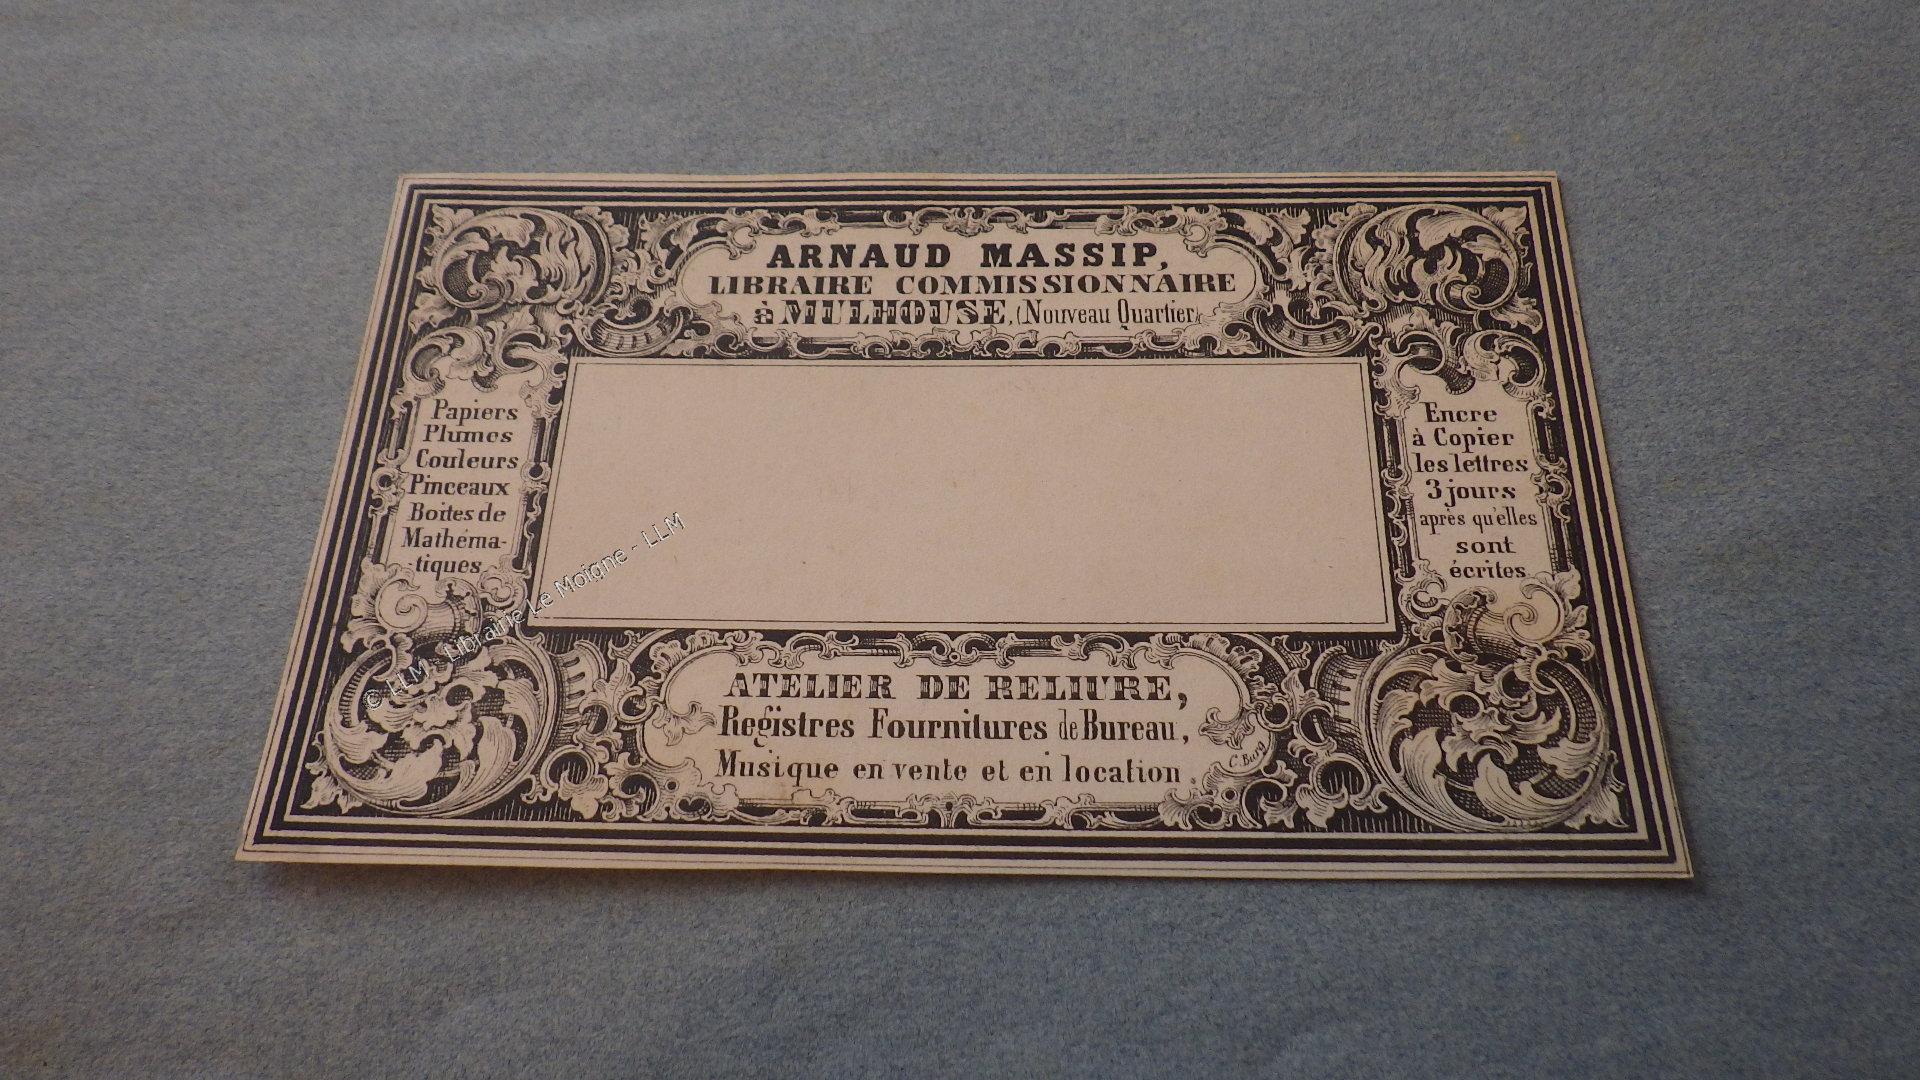 ARNAUD MASSIP,
LIBRAIRE COMMISSIONNAIRE
à MULHOUSE, (Nouveau Quartier)
Papiers
Plumes
Couleurs
Pinceaux
Boites de
Mathéma-
tiques
Encre
à Copier
les lettres
3 jours
après qu'elles
sont
écrites
ATELIER DE RELIURE,
Registres Fournitures de Bureau,
Musique en vente et en location.
© LLM - Librairie Le Moigne - LLM